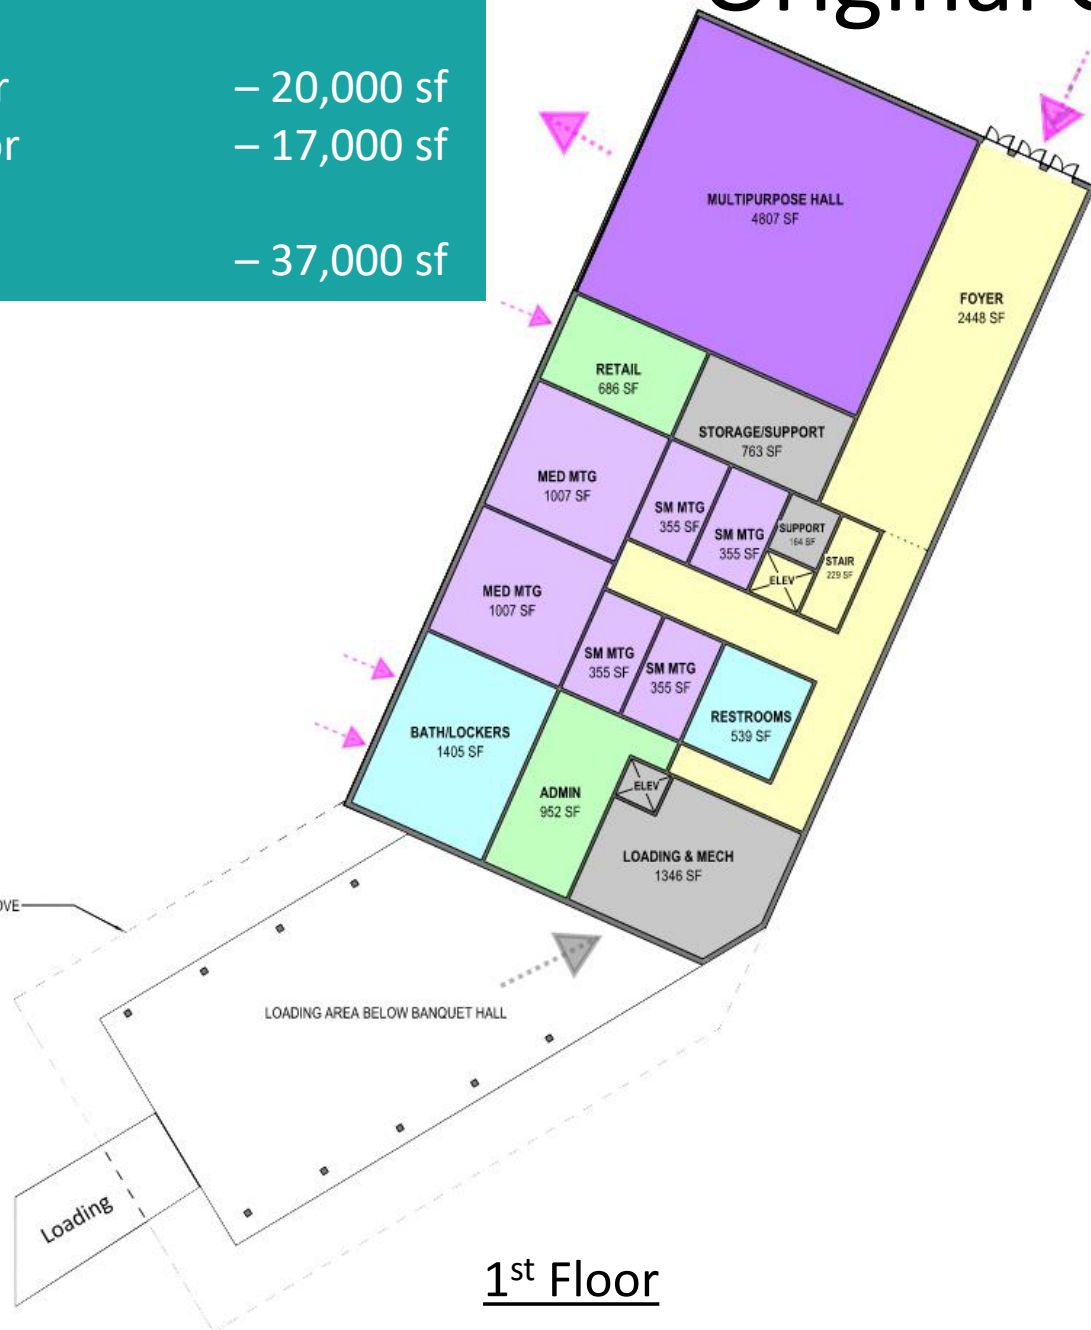 Original
– 20,000 sf
– 17,000 sf
– 37,000 sf
MULTIPURPOSE HALL
4807 SF
FOYER
2448 SF
RETAIL
686 SF
STORAGE/SUPPORT
763 SF
MED MTG
1007 SF
SM MTG
355 SF
SM MTG
355 SF
SUPPORT
164 SF
STAIR
229 SF
ELEV
MED MTG
1007 SF
SM MTG
355 SF
SM MTG
355 SF
RESTROOMS
539 SF
BATH/LOCKERS
1405 SF
ADMIN
952 SF
ELEV
LOADING & MECH
1346 SF
LOADING AREA BELOW BANQUET HALL
Loading
1st Floor